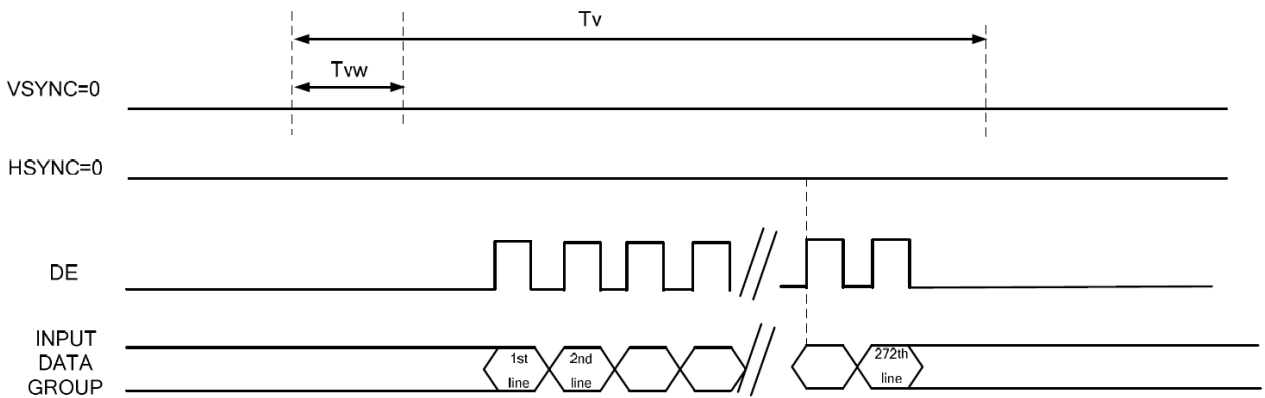 Tv
Tvw
VSYNC=0
HSYNC=0
DE
INPUT
DATA
GROUP
1st
line
2nd
line
272th
line